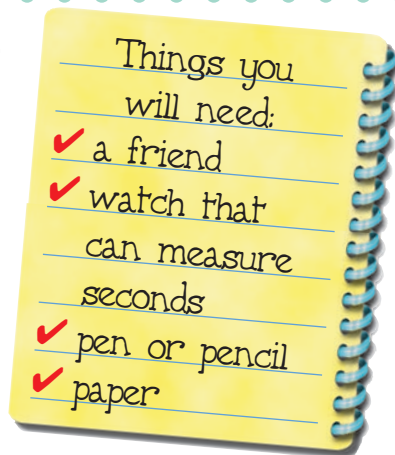 Things you
will need:
✔ a friend
✔ watch that
can measure
seconds
✔ pen or pencil
✔ paper